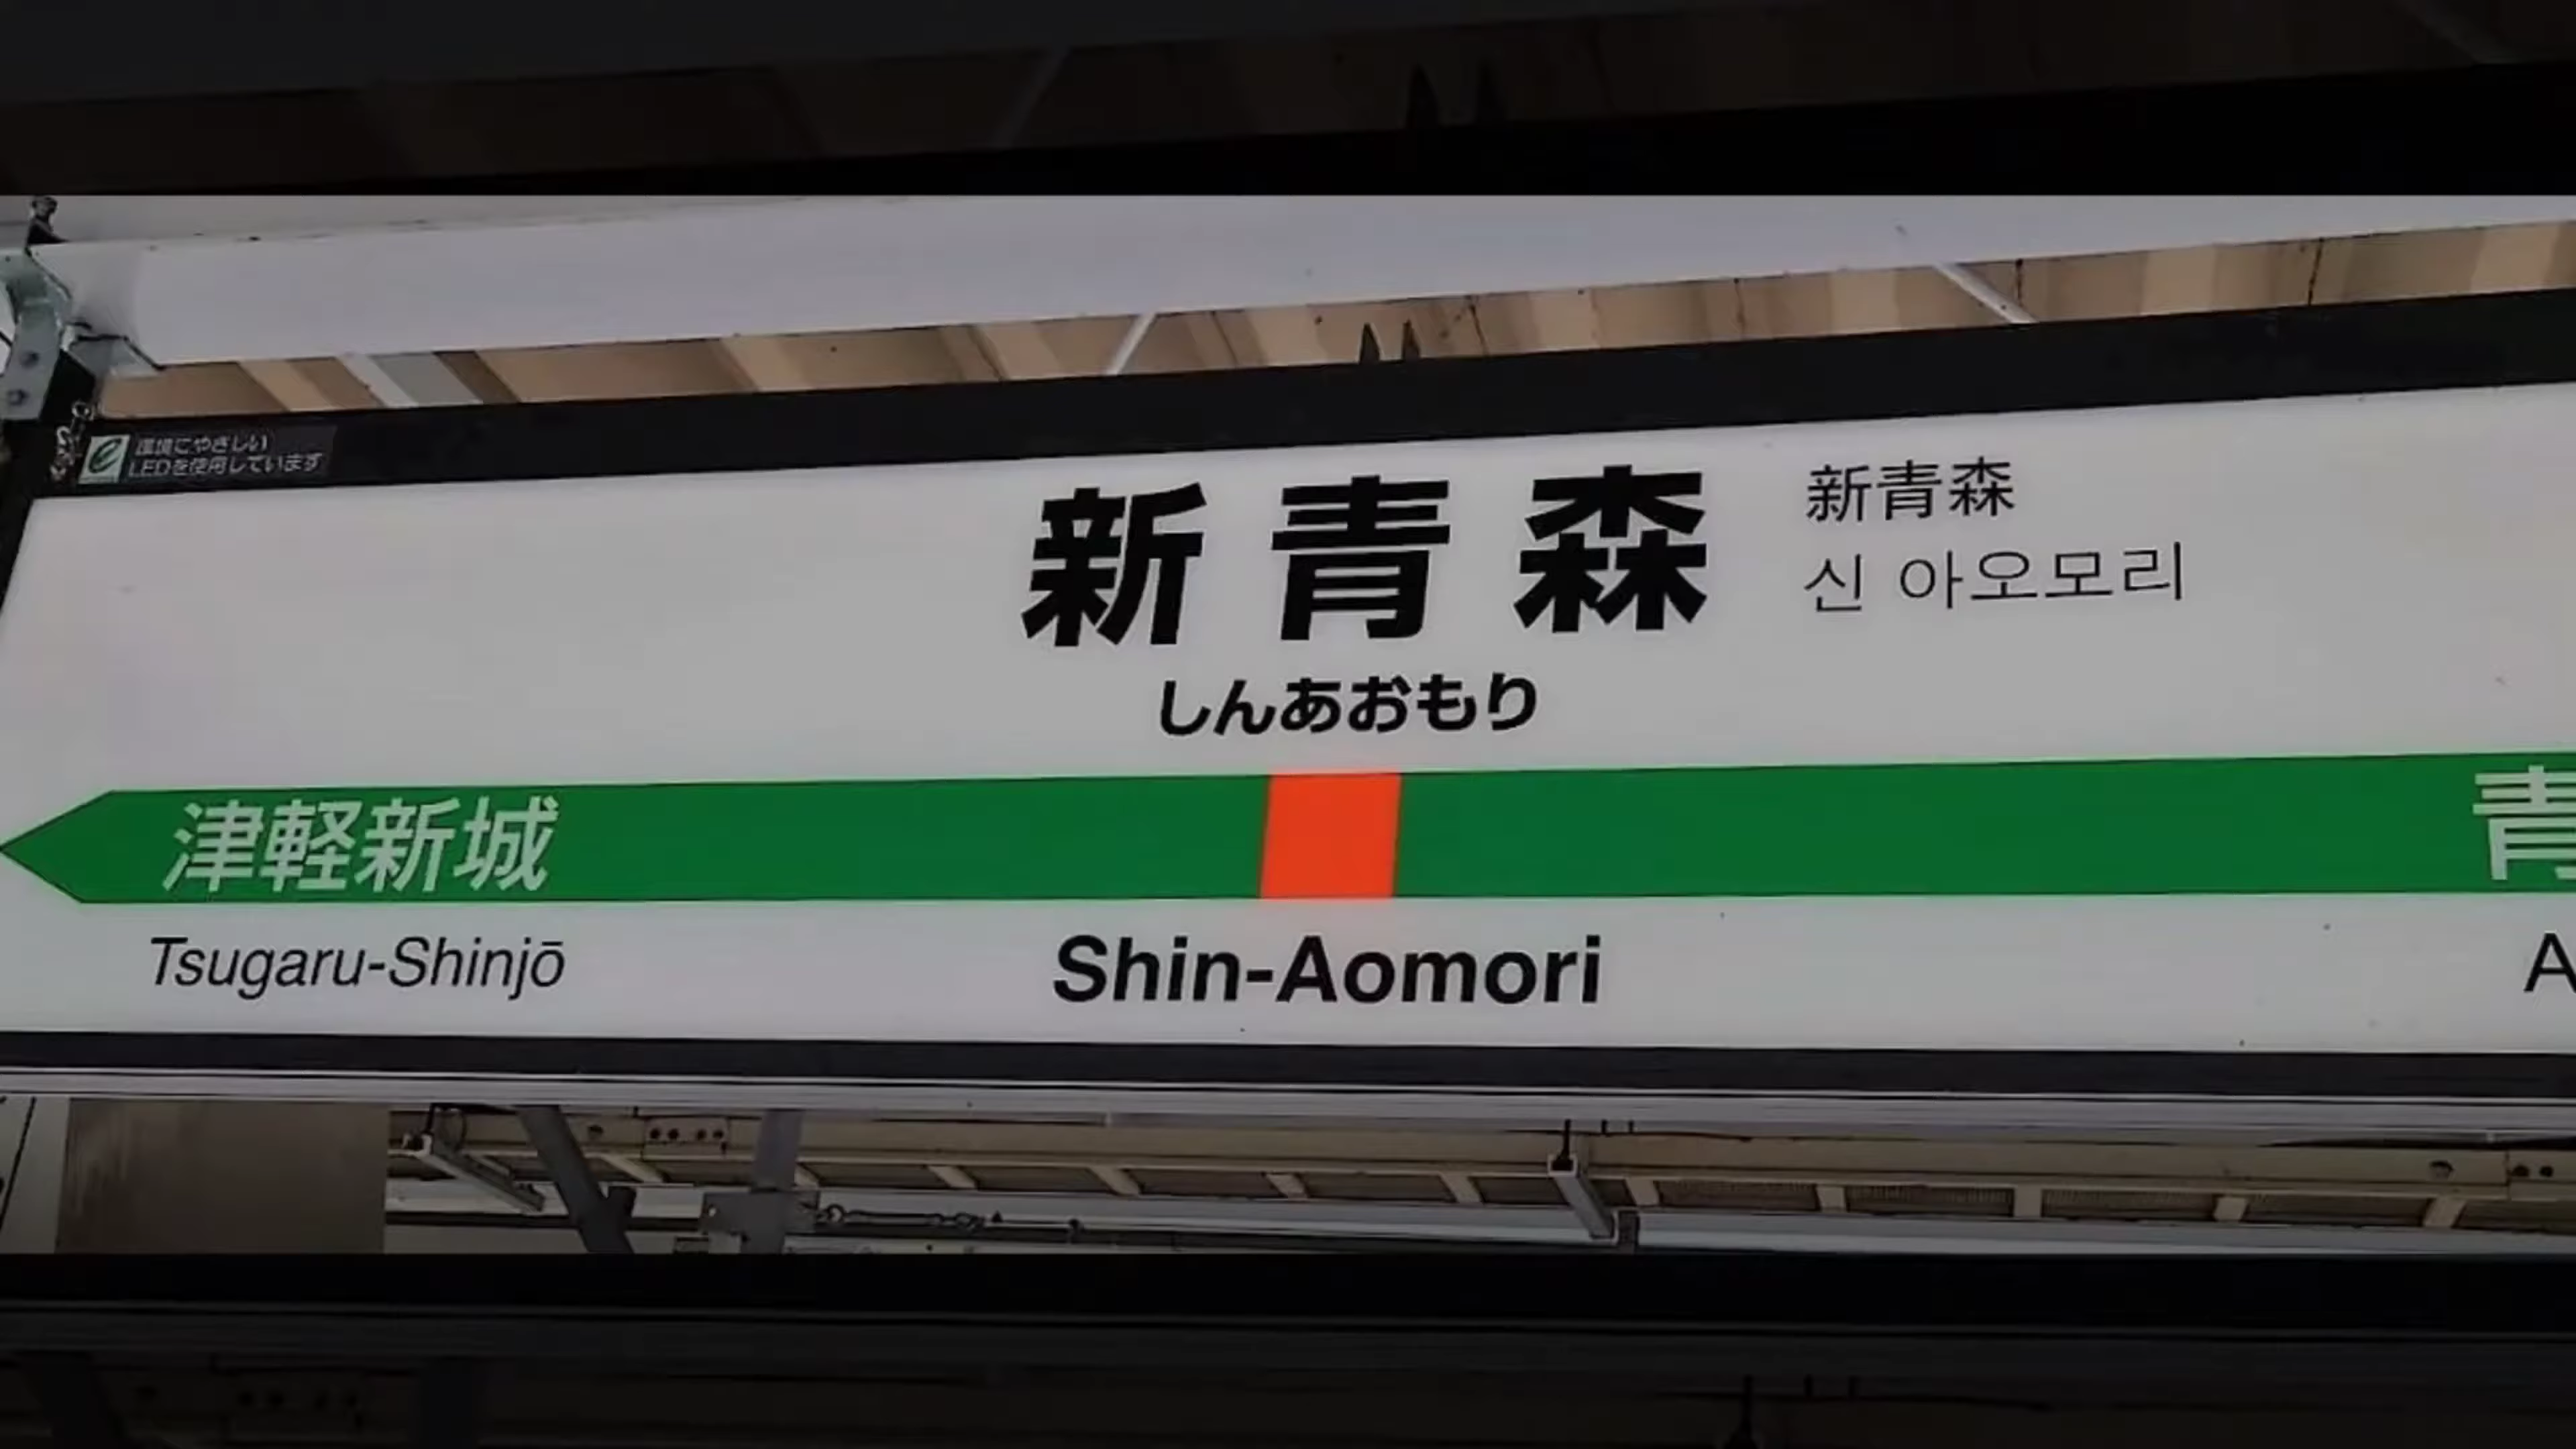 環境にやさしい
LEDを使用しています
新青森
新青森
신 아오모리
しんあおもり
津軽新城
青
Tsugaru-Shinjō
Shin-Aomori
A